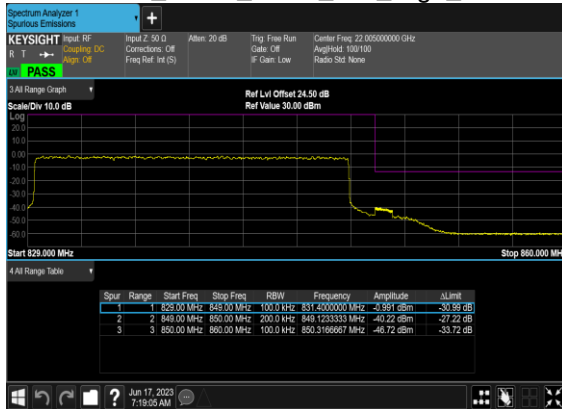 Spectrum Analyzer 1
Spurious Emissions
+
KEYSIGHT Input: RF Input Z: 50 Ω Atten: 20 dB Trig: Free Run Center Freq: 22.005000000 GHz
R T Coupling: DC Corrections: Off Gate: Off Avg|Hold: 100/100
Align: Off Freq Ref: Int (S) IF Gain: Low Radio Std: None
PASS
3 All Range Graph
Ref Lvl Offset 24.50 dB
Scale/Div 10.0 dB Ref Value 30.00 dBm
Log
20.0
10.0
0.00
-10.0
-20.0
-30.0
-40.0
-50.0
-60.0
Start 829.000 MHz Stop 860.000 MHz
4 All Range Table
Spur Range Start Freq Stop Freq RBW Frequency Amplitude ΔLimit
1 1 829.00 MHz 849.00 MHz 100.0 kHz 831.4000000 MHz -0.991 dBm -30.99 dB
2 2 849.00 MHz 850.00 MHz 200.0 kHz 849.1233333 MHz -40.22 dBm -27.22 dB
3 3 850.00 MHz 860.00 MHz 100.0 kHz 850.3166667 MHz -46.72 dBm -33.72 dB
? Jun 17, 2023
7:19:05 AM